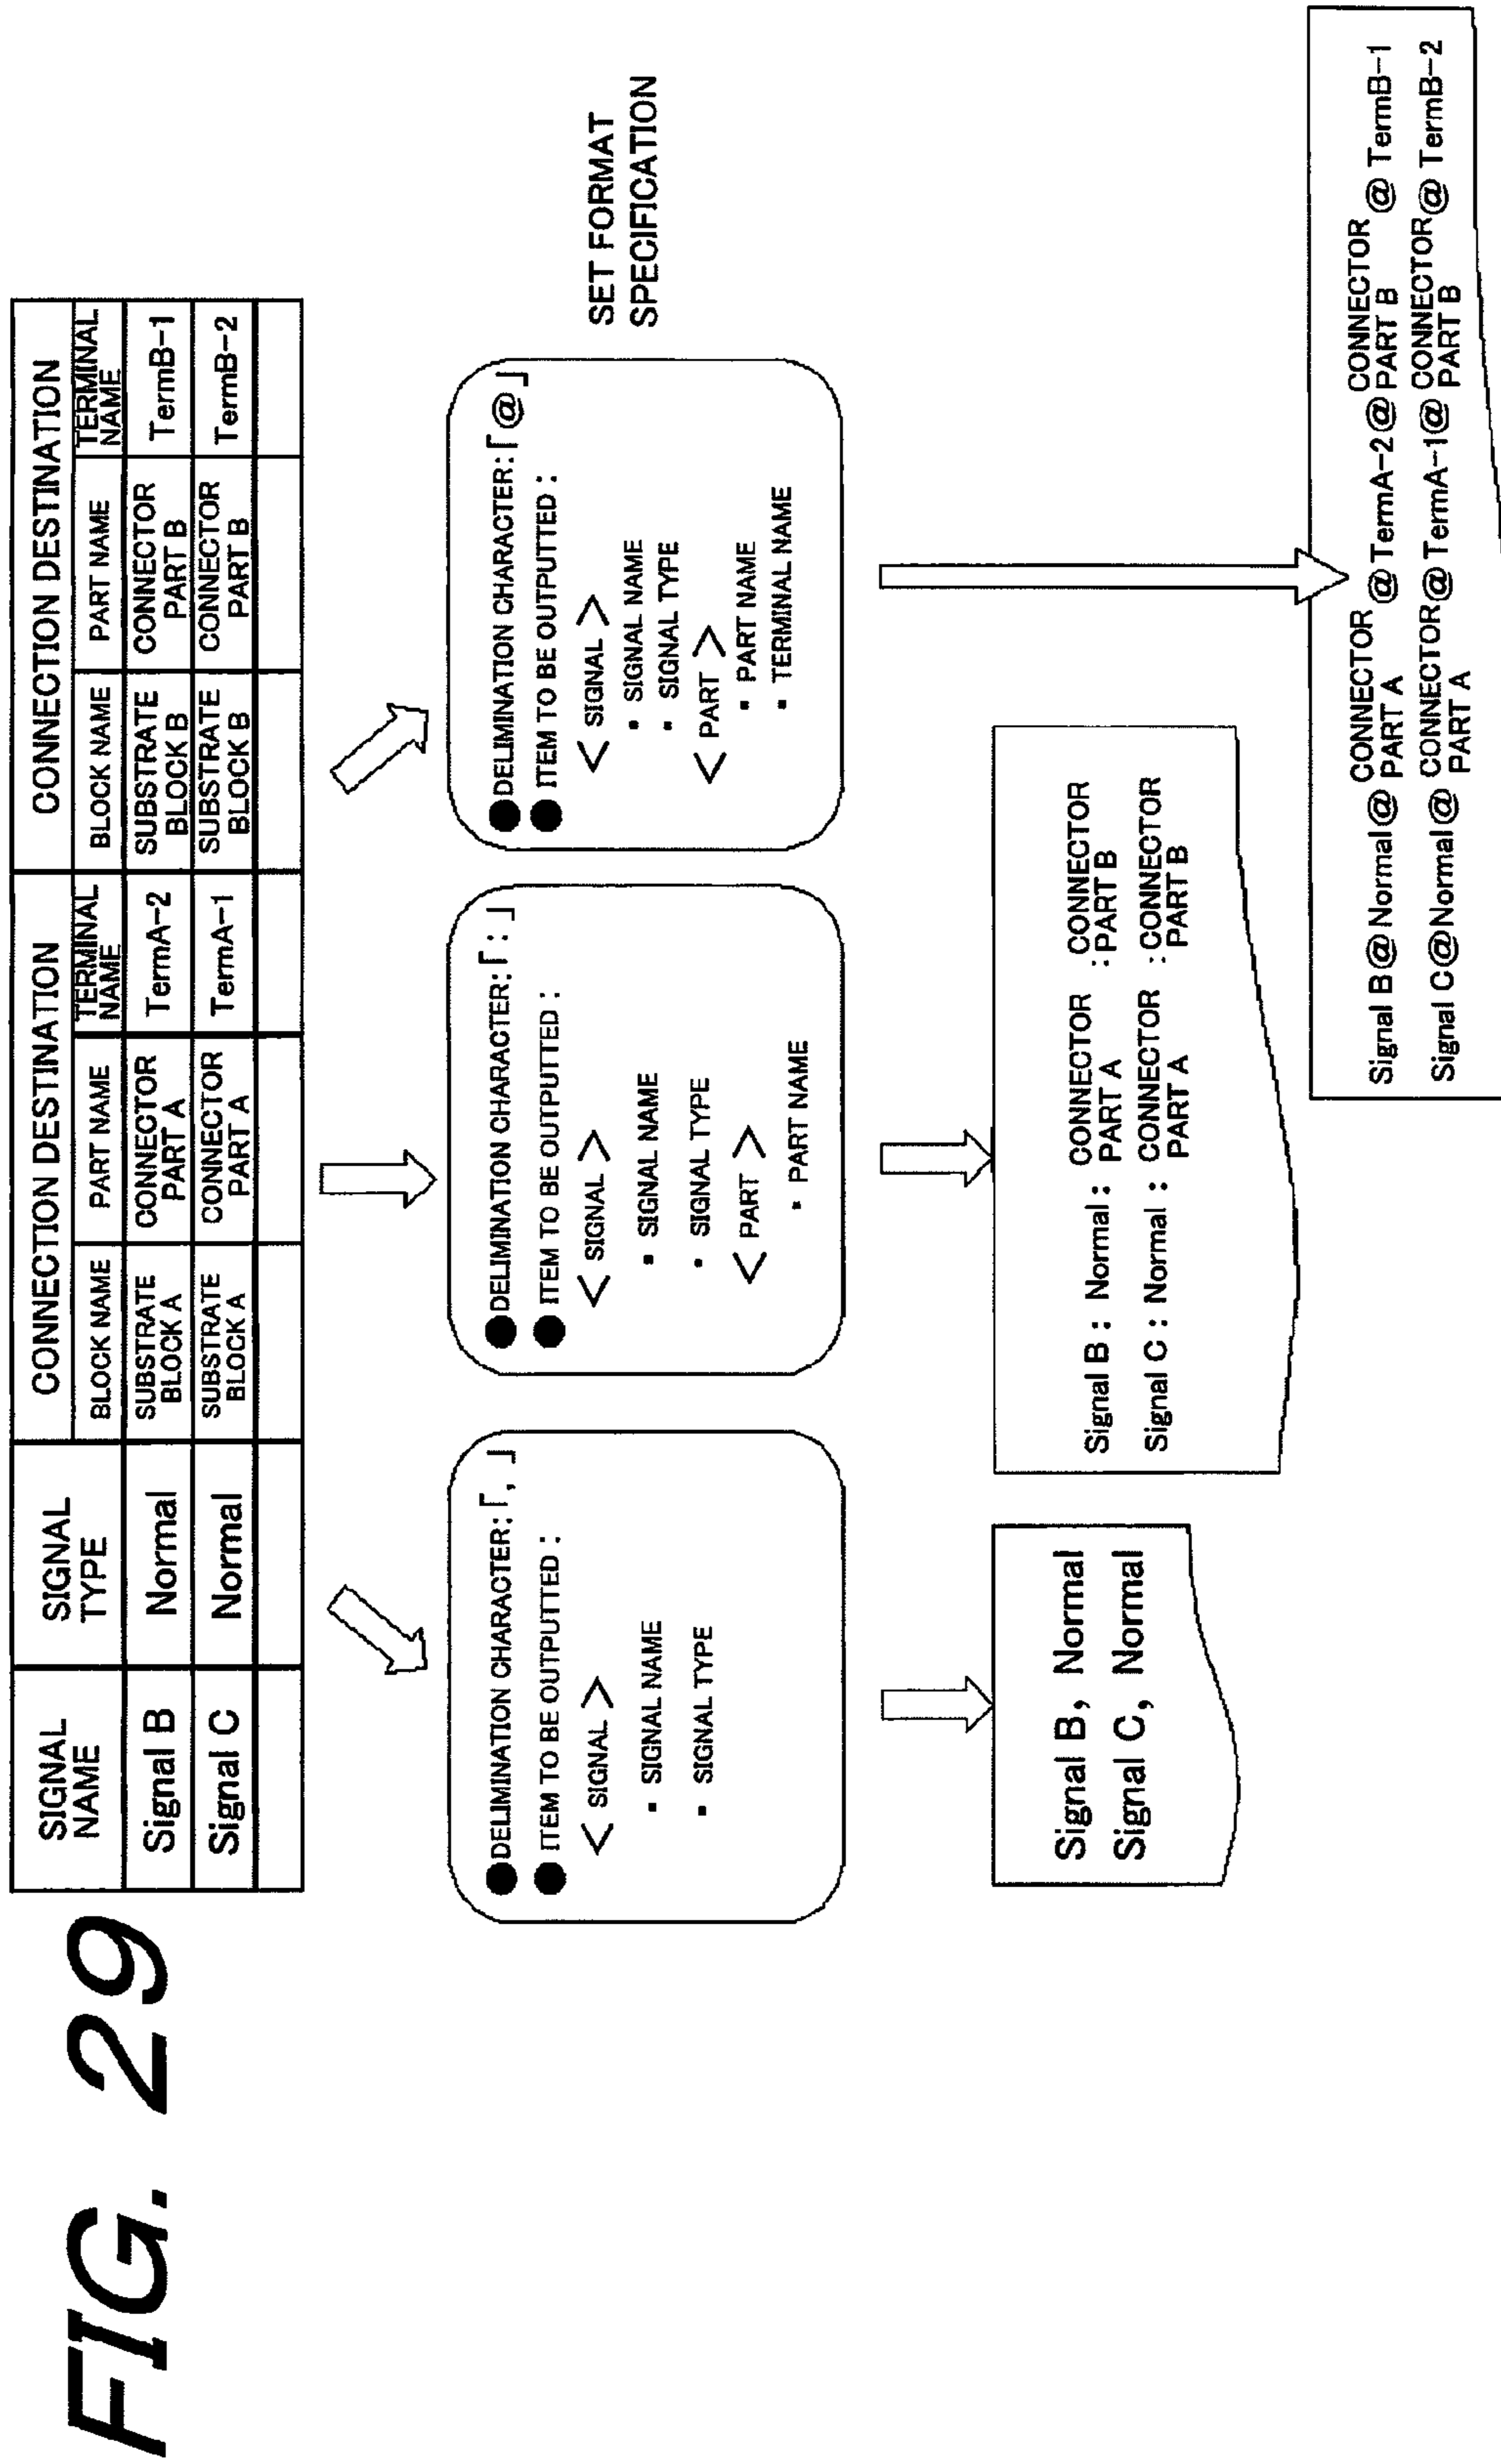 FIG. 29
SIGNAL NAME
SIGNAL TYPE
CONNECTION DESTINATION
CONNECTION DESTINATION
BLOCK NAME
PART NAME
TERMINAL NAME
BLOCK NAME
PART NAME
TERMINAL NAME
Signal B
Normal
SUBSTRATE BLOCK A
CONNECTOR PART A
TermA-2
SUBSTRATE BLOCK B
CONNECTOR PART B
TermB-1
Signal C
Normal
SUBSTRATE BLOCK A
CONNECTOR PART A
TermA-1
SUBSTRATE BLOCK B
CONNECTOR PART B
TermB-2
●DELIMINATION CHARACTER:「, 」
● ITEM TO BE OUTPUTTED :
< SIGNAL >
▪ SIGNAL NAME
▪ SIGNAL TYPE
●DELIMINATION CHARACTER:「 : 」
● ITEM TO BE OUTPUTTED :
< SIGNAL >
▪ SIGNAL NAME
▪ SIGNAL TYPE
< PART >
▪ PART NAME
●DELIMINATION CHARACTER:「@」
● ITEM TO BE OUTPUTTED :
< SIGNAL >
▪ SIGNAL NAME
▪ SIGNAL TYPE
< PART >
▪ PART NAME
▪ TERMINAL NAME
SET FORMAT
SPECIFICATION
Signal B, Normal
Signal C, Normal
Signal B : Normal : CONNECTOR PART A : CONNECTOR PART B
Signal C : Normal : CONNECTOR PART A : CONNECTOR PART B
Signal B@Normal@ CONNECTOR PART A @TermA-2@ CONNECTOR PART B @ TermB-1
Signal C@Normal@ CONNECTOR PART A @TermA-1@ CONNECTOR PART B @ TermB-2